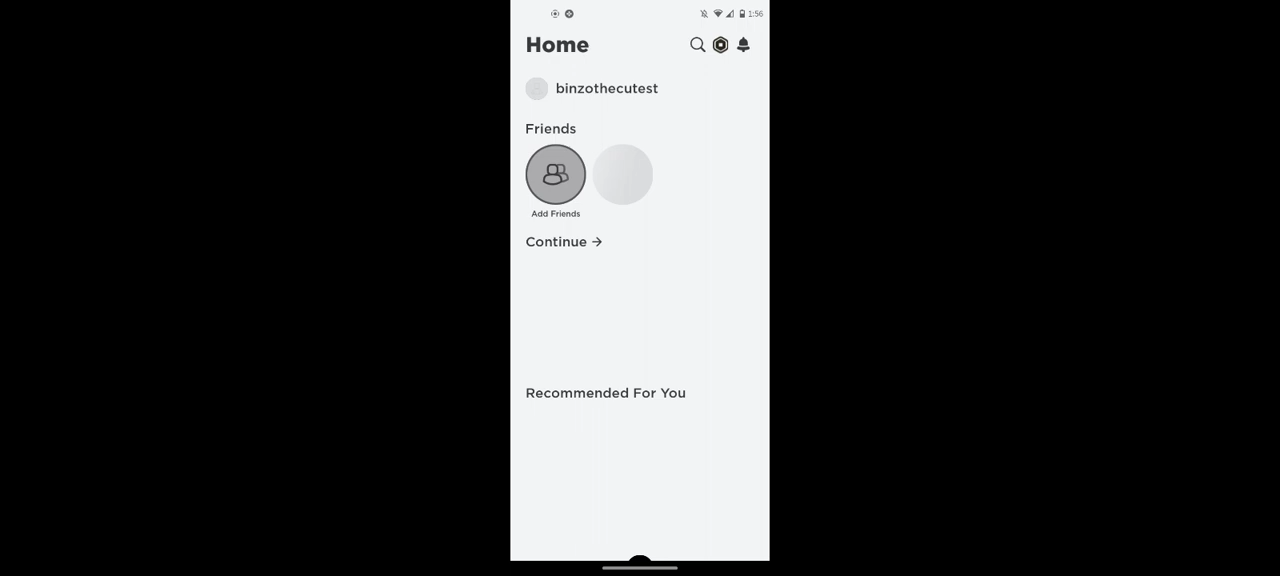 1:56
Home
binzothecutest
Friends
Add Friends
Continue →
Recommended For You